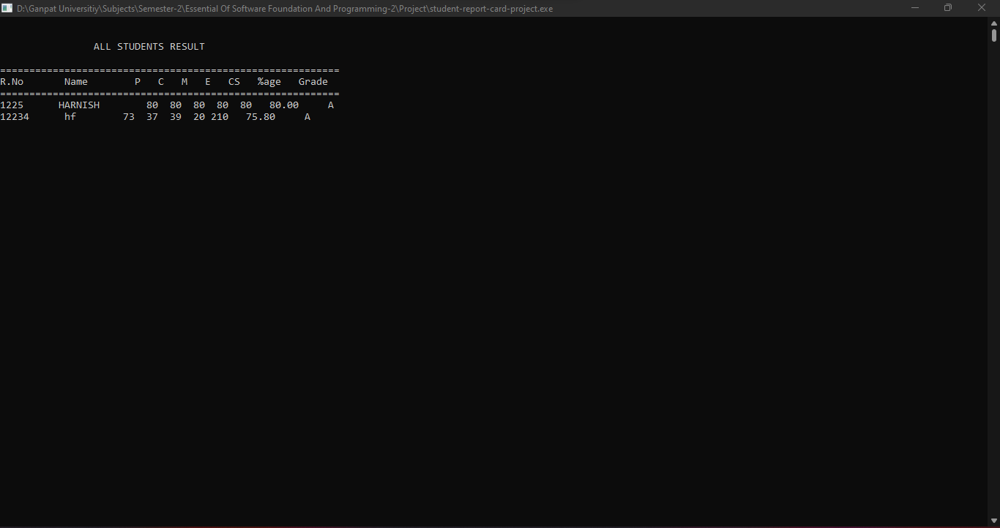 D:\Ganpat Universitiy\Subjects\Semester-2\Essential Of Software Foundation And Programming-2\Project\student-report-card-project.exe
ALL STUDENTS RESULT
==========================================================
R.No       Name        P   C   M   E   CS   %age   Grade
==========================================================
1225      HARNISH        80  80  80  80  80   80.00     A
12234      hf        73  37  39  20 210   75.80     A